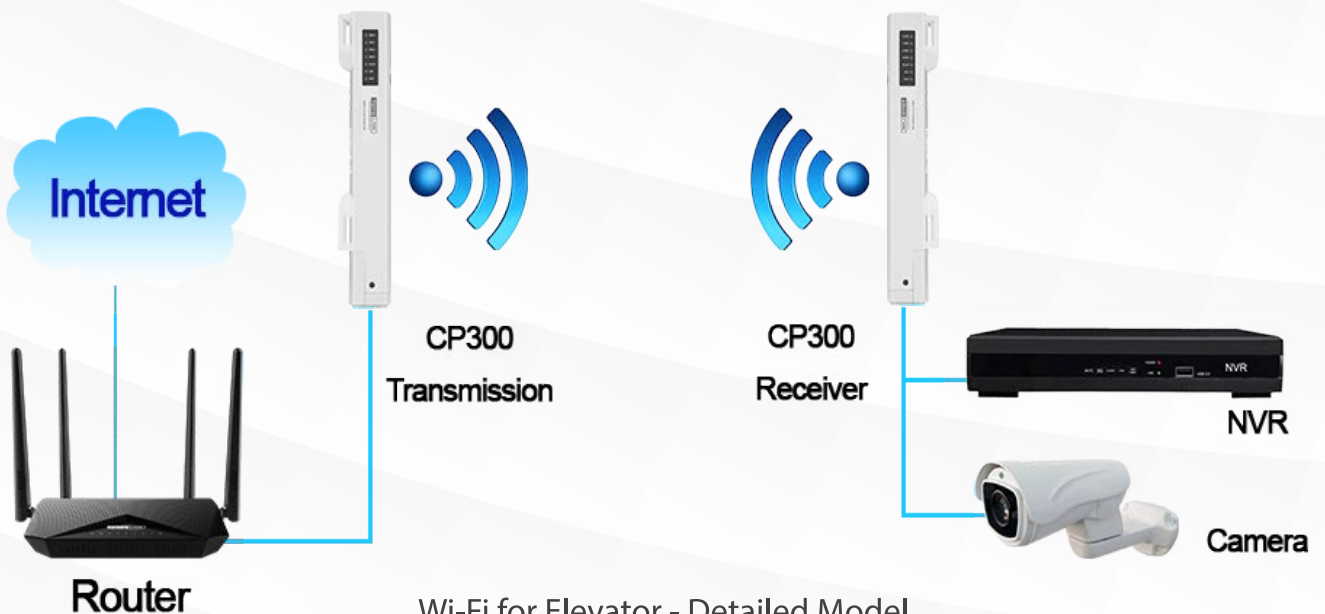 Internet
CP300
Transmission
CP300
Receiver
NVR
NVR
Camera
Router
Wi-Fi for Elevator - Detailed Model